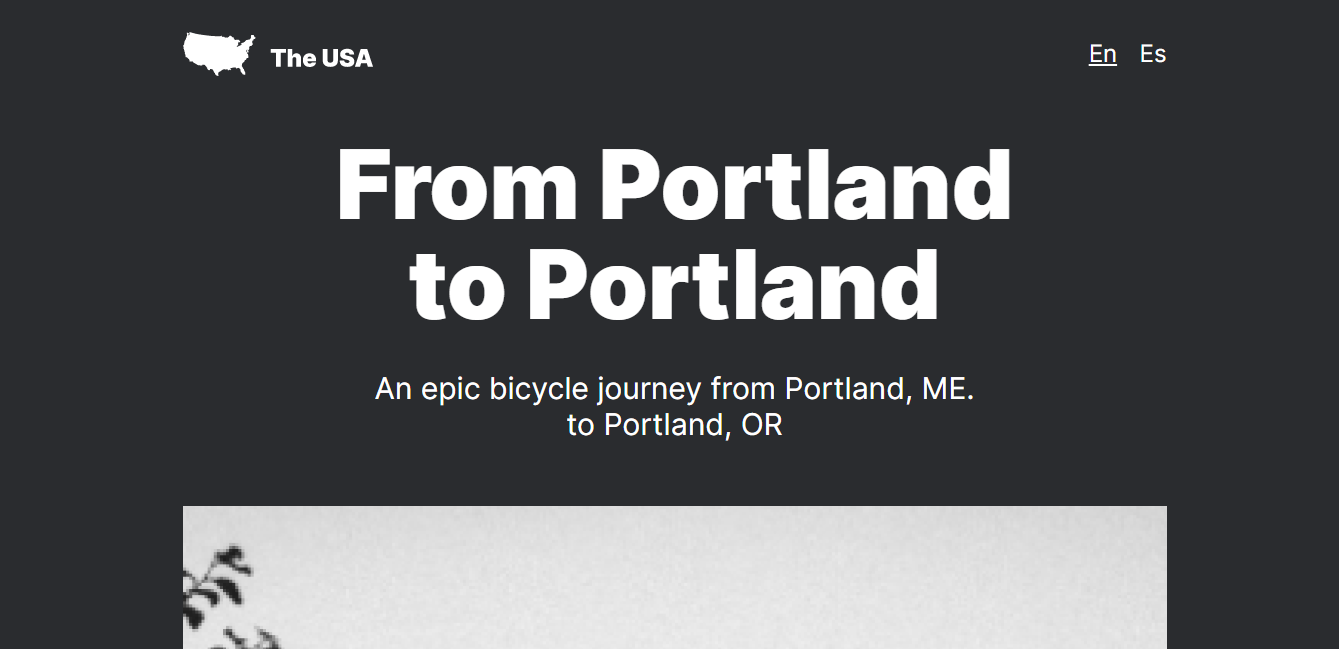 The USA
En Es
From Portland
to Portland
An epic bicycle journey from Portland, ME.
to Portland, OR